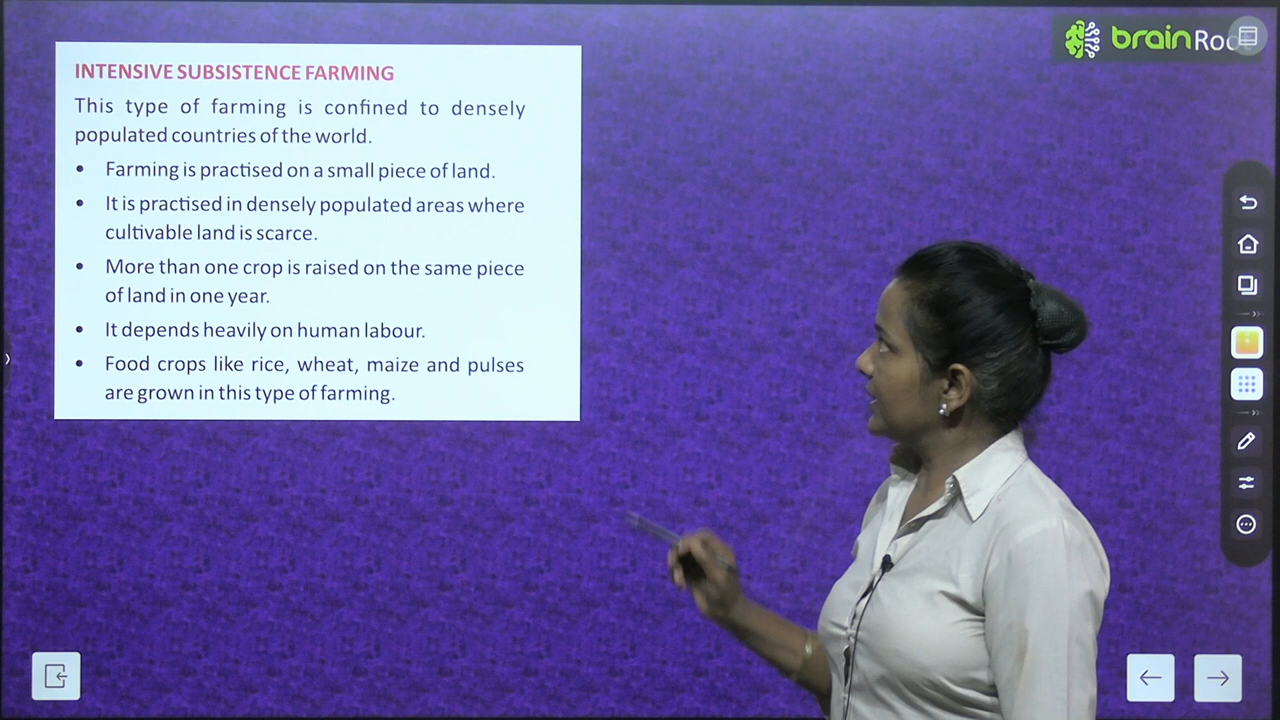 INTENSIVE SUBSISTENCE FARMING
This type of farming is confined to densely
populated countries of the world.
• Farming is practised on a small piece of land.
• It is practised in densely populated areas where
cultivable land is scarce.
• More than one crop is raised on the same piece
of land in one year.
• It depends heavily on human labour.
• Food crops like rice, wheat, maize and pulses
are grown in this type of farming.
brain